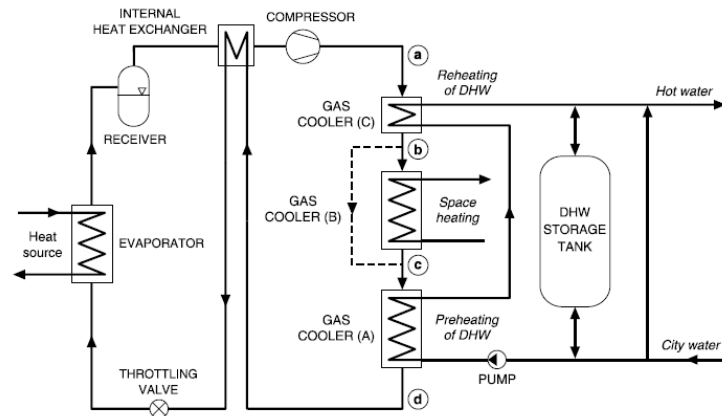 INTERNAL
HEAT EXCHANGER
COMPRESSOR
a
Reheating
of DHW
Hot water
GAS
COOLER (C)
RECEIVER
b
GAS
COOLER (B)
Space
heating
DHW
STORAGE
TANK
Heat
source
EVAPORATOR
c
GAS
COOLER (A)
Preheating
of DHW
City water
PUMP
THROTTLING
VALVE
d